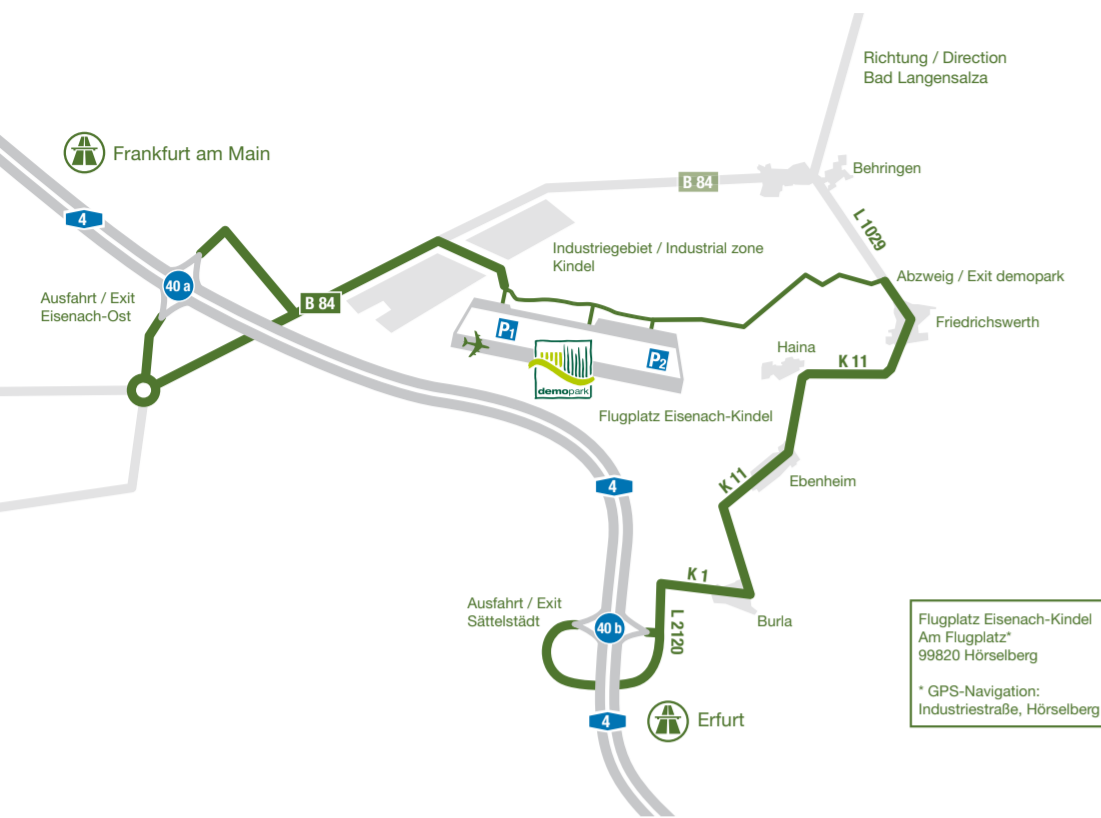 Richtung / Direction
Bad Langensalza
Frankfurt am Main
Behringen
B 84
4
L 1029
Industriegebiet / Industrial zone
Kindel
Abzweig / Exit demopark
40 a
Ausfahrt / Exit
Eisenach-Ost
B 84
P1
Friedrichswerth
Haina
P2
K 11
demopark
Flugplatz Eisenach-Kindel
4
K 11
Ebenheim
K 1
Ausfahrt / Exit
Sättelstädt
40 b
L 2120
Burla
Flugplatz Eisenach-Kindel
Am Flugplatz*
99820 Hörselberg
* GPS-Navigation:
Industriestraße, Hörselberg
4
Erfurt